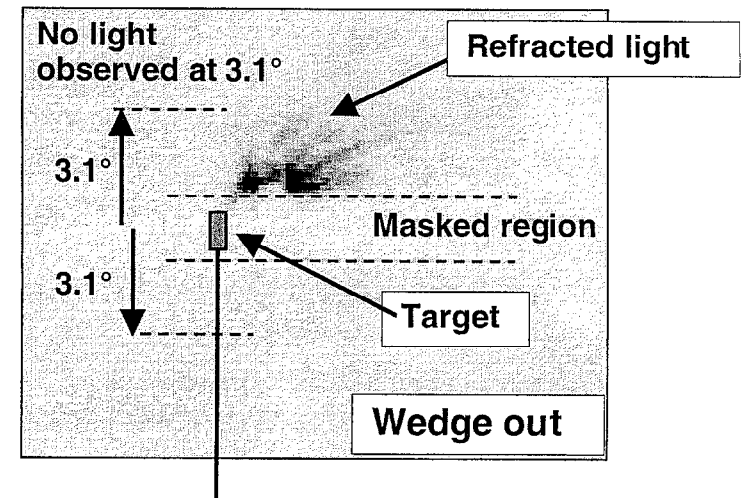 No light
observed at 3.1°
Refracted light
3.1°
Masked region
3.1°
Target
Wedge out